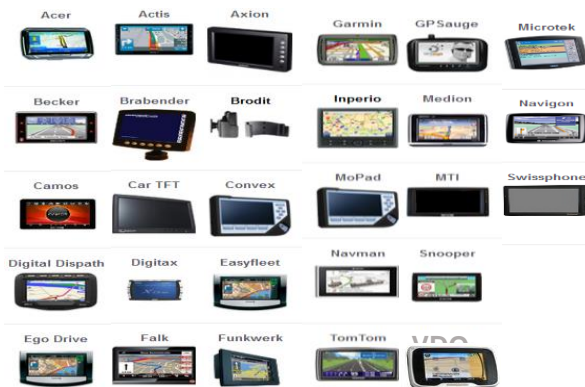 Acer Actis Axion Garmin GPSauge Microtek
Becker Brabender Brodit Inperio Medion Navigon
Camos Car TFT Convex MoPad MTI Swissphone
Digital Dispath Digitax Easyfleet Navman Snooper
Ego Drive Falk Funkwerk TomTom VDO